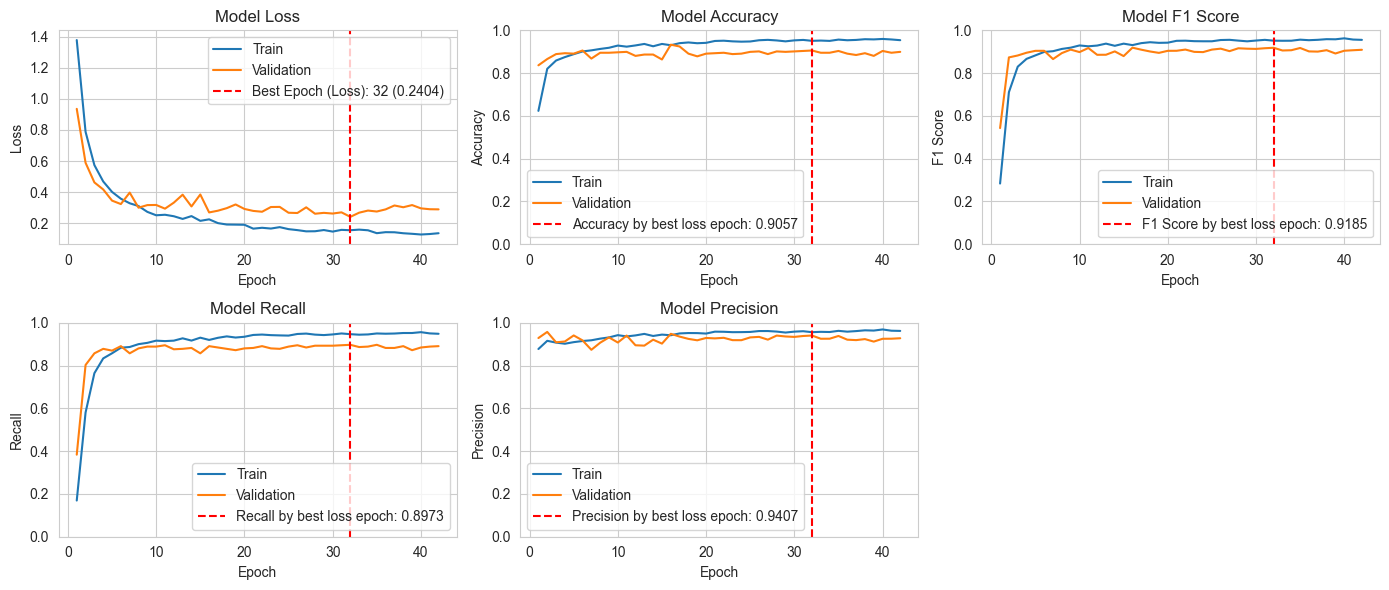 Model Loss
1.4
1.2
1.0
0.8
0.6
0.4
0.2
Loss
0
10
20
30
40
Epoch
Train
Validation
Best Epoch (Loss): 32 (0.2404)
Model Accuracy
1.0
0.8
0.6
0.4
0.2
0.0
Accuracy
0
10
20
30
40
Epoch
Train
Validation
Accuracy by best loss epoch: 0.9057
Model F1 Score
1.0
0.8
0.6
0.4
0.2
0.0
F1 Score
0
10
20
30
40
Epoch
Train
Validation
F1 Score by best loss epoch: 0.9185
Model Recall
1.0
0.8
0.6
0.4
0.2
0.0
Recall
0
10
20
30
40
Epoch
Train
Validation
Recall by best loss epoch: 0.8973
Model Precision
1.0
0.8
0.6
0.4
0.2
0.0
Precision
0
10
20
30
40
Epoch
Train
Validation
Precision by best loss epoch: 0.9407